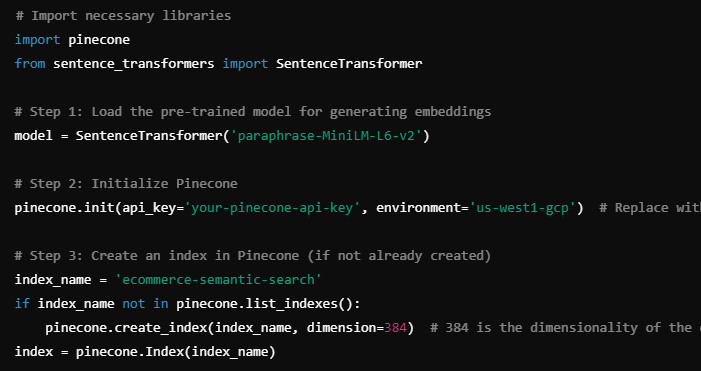 # Import necessary libraries
import pinecone
from sentence_transformers import SentenceTransformer
# Step 1: Load the pre-trained model for generating embeddings
model = SentenceTransformer('paraphrase-MiniLM-L6-v2')
# Step 2: Initialize Pinecone
pinecone.init(api_key='your-pinecone-api-key', environment='us-west1-gcp')  # Replace with
# Step 3: Create an index in Pinecone (if not already created)
index_name = 'ecommerce-semantic-search'
if index_name not in pinecone.list_indexes():
    pinecone.create_index(index_name, dimension=384)  # 384 is the dimensionality of the
index = pinecone.Index(index_name)